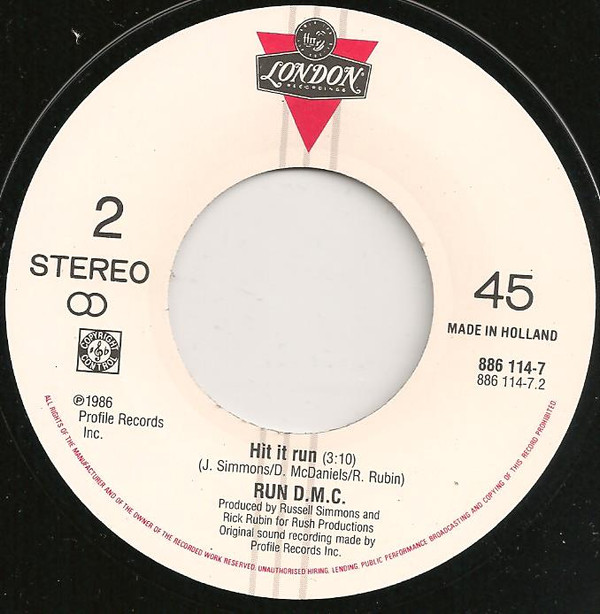 ffrr
LONDON
RECORDINGS
2
STEREO
45
MADE IN HOLLAND
COPYRIGHT
CONTROL
886 114-7
886 114-7.2
℗1986
Profile Records
Inc.
Hit it run (3:10)
(J. Simmons/D. McDaniels/R. Rubin)
RUN D.M.C.
Produced by Russell Simmons and
Rick Rubin for Rush Productions
Original sound recording made by
Profile Records Inc.
ALL RIGHTS OF THE MANUFACTURER AND OF THE OWNER OF THE RECORDED WORK RESERVED. UNAUTHORISED HIRING, LENDING, PUBLIC PERFORMANCE BROADCASTING AND COPYING OF THIS RECORD PROHIBITED.